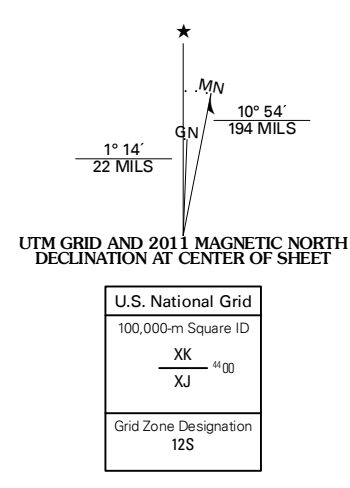 ★
MN
GN
10° 54´
194 MILS
1° 14´
22 MILS
UTM GRID AND 2011 MAGNETIC NORTH
DECLINATION AT CENTER OF SHEET
U.S. National Grid
100,000-m Square ID
XK
4400
XJ
Grid Zone Designation
12S